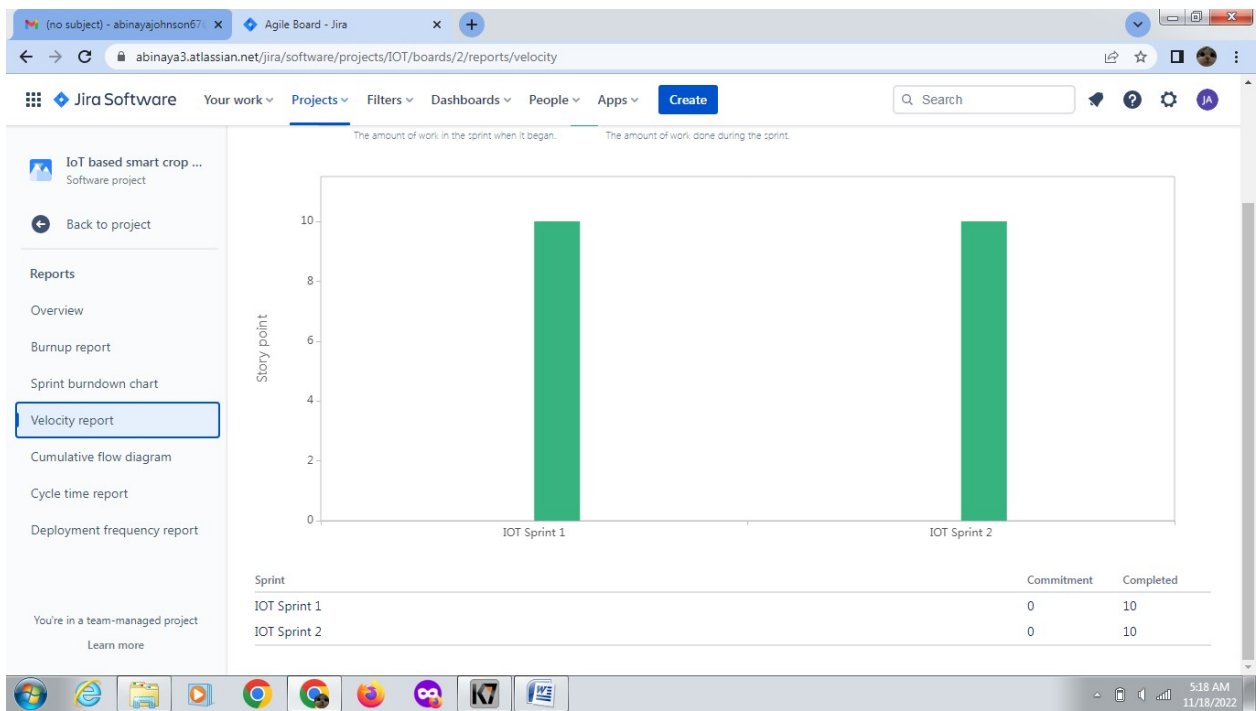 (no subject) - abinayajohnson67
Agile Board - Jira
abinaya3.atlassian.net/jira/software/projects/IOT/boards/2/reports/velocity
Jira Software Your work Projects Filters Dashboards People Apps Create Search JA
The amount of work in the sprint when it began. The amount of work done during the sprint.
IoT based smart crop ...
Software project
Back to project
Reports
Overview
Burnup report
Sprint burndown chart
Velocity report
Cumulative flow diagram
Cycle time report
Deployment frequency report
You're in a team-managed project
Learn more
Story point
10
8
6
4
2
0
IOT Sprint 1 IOT Sprint 2
Sprint Commitment Completed
IOT Sprint 1 0 10
IOT Sprint 2 0 10
K7 W
5:18 AM
11/18/2022